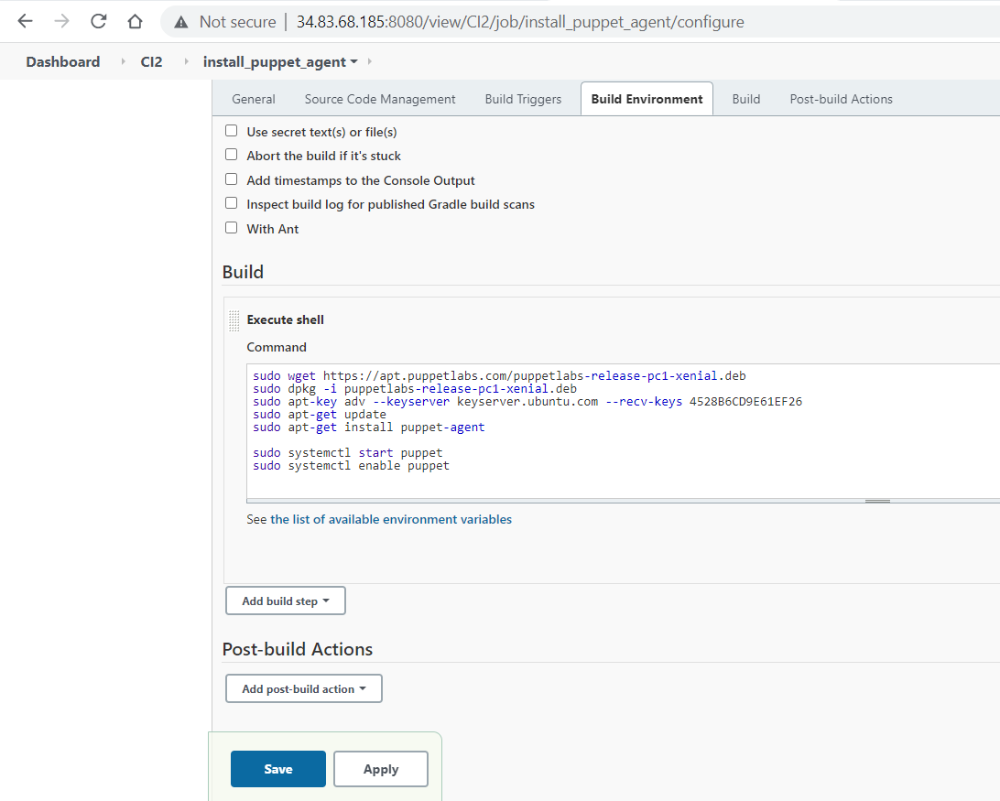 Not secure | 34.83.68.185:8080/view/CI2/job/install_puppet_agent/configure
Dashboard CI2 install_puppet_agent
General Source Code Management Build Triggers Build Environment Build Post-build Actions
Use secret text(s) or file(s)
Abort the build if it's stuck
Add timestamps to the Console Output
Inspect build log for published Gradle build scans
With Ant
Build
Execute shell
Command
sudo wget https://apt.puppetlabs.com/puppetlabs-release-pc1-xenial.deb
sudo dpkg -i puppetlabs-release-pc1-xenial.deb
sudo apt-key adv --keyserver keyserver.ubuntu.com --recv-keys 4528B6CD9E61EF26
sudo apt-get update
sudo apt-get install puppet-agent
sudo systemctl start puppet
sudo systemctl enable puppet
See the list of available environment variables
Add build step
Post-build Actions
Add post-build action
Save Apply